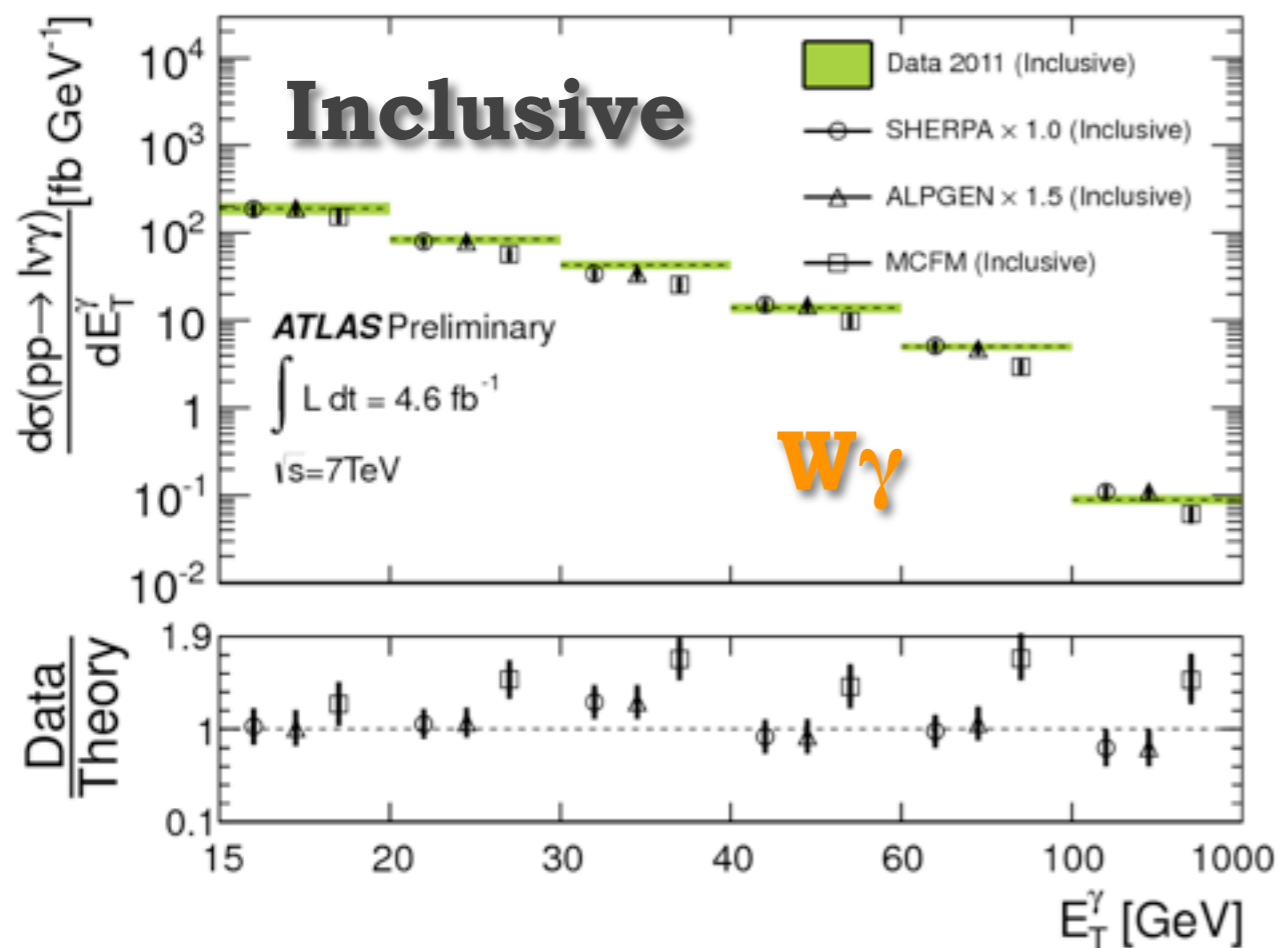 dσ(pp→ lνγ)
dE_T^γ
[fb GeV⁻¹]
10⁴
10³
10²
10
1
10⁻¹
10⁻²
Inclusive
Data 2011 (Inclusive)
SHERPA × 1.0 (Inclusive)
ALPGEN × 1.5 (Inclusive)
MCFM (Inclusive)
ATLAS Preliminary
∫ L dt = 4.6 fb⁻¹
√s=7TeV
Wγ
Data
Theory
1.9
1
0.1
15 20 30 40 60 100 1000
E_T^γ [GeV]